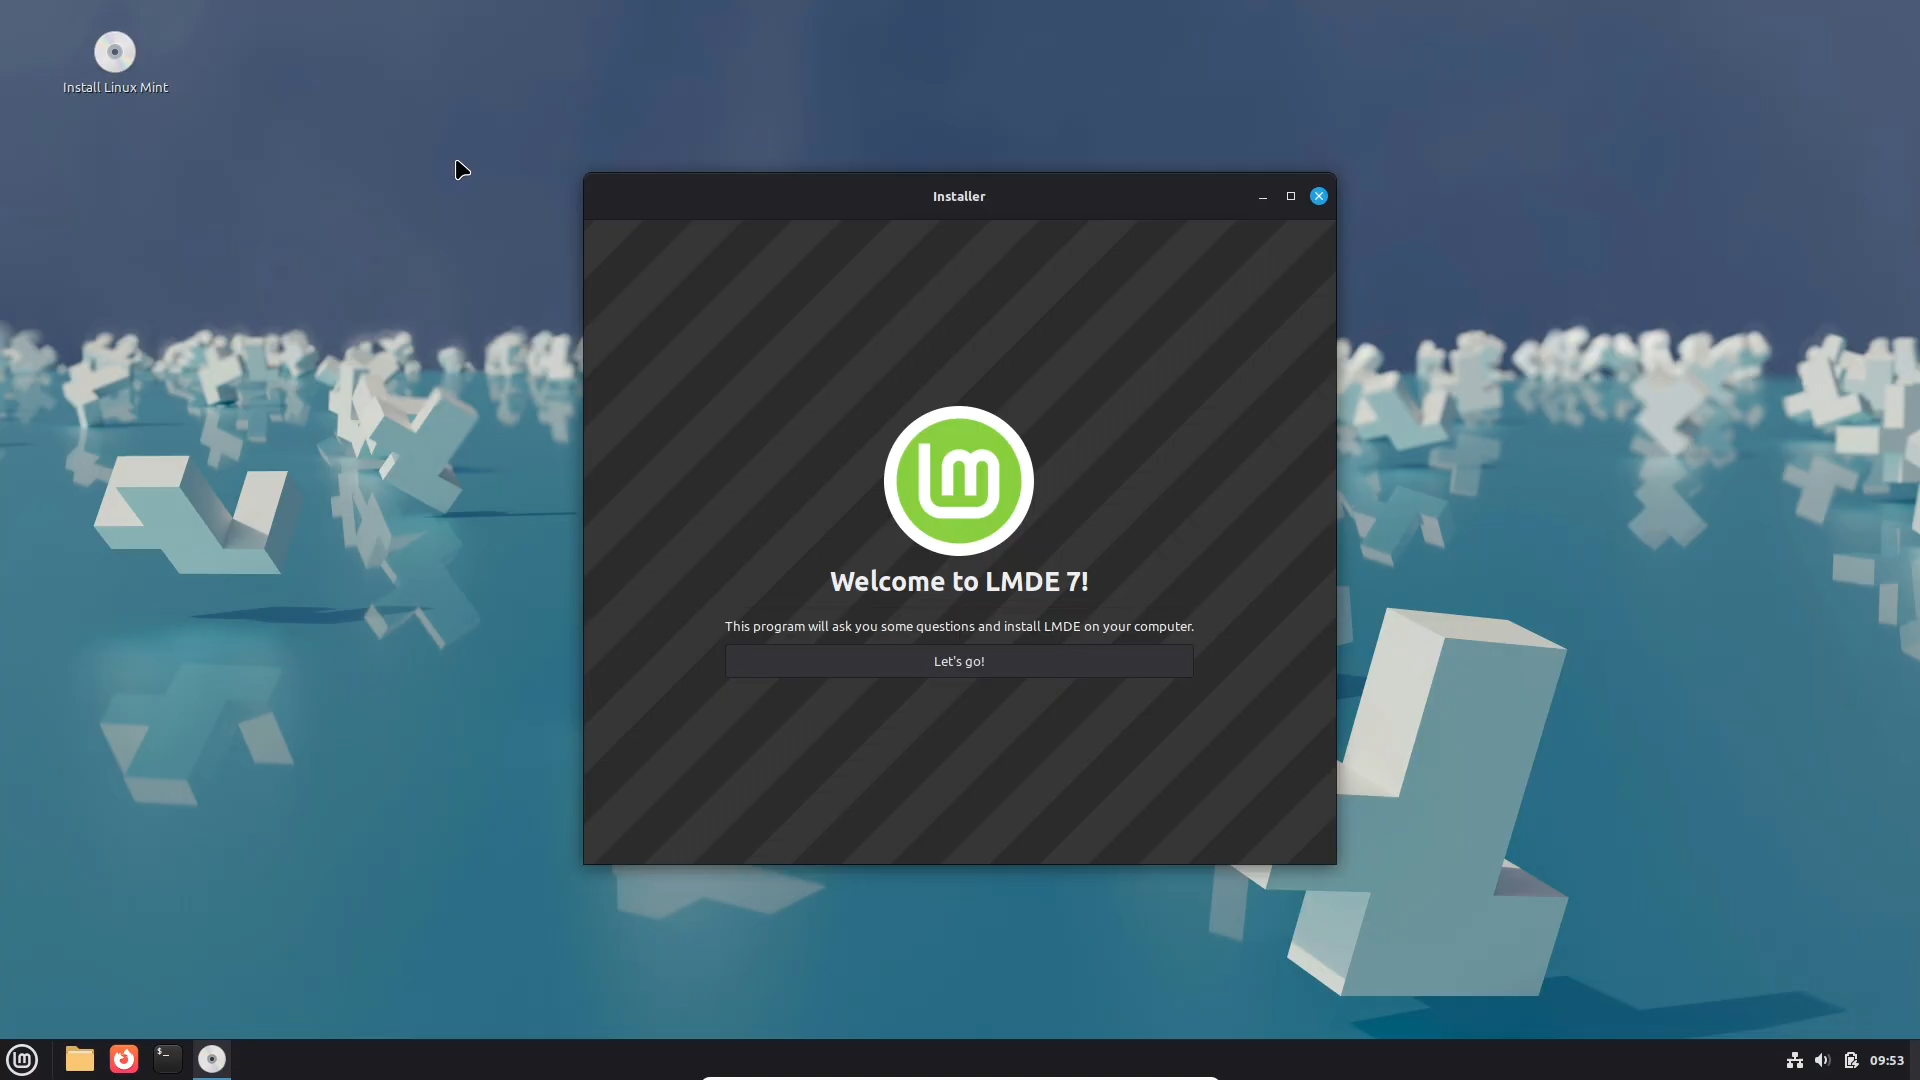 Install Linux Mint
Installer
Welcome to LMDE 7!
This program will ask you some questions and install LMDE on your computer.
Let's go!
$_
09:53